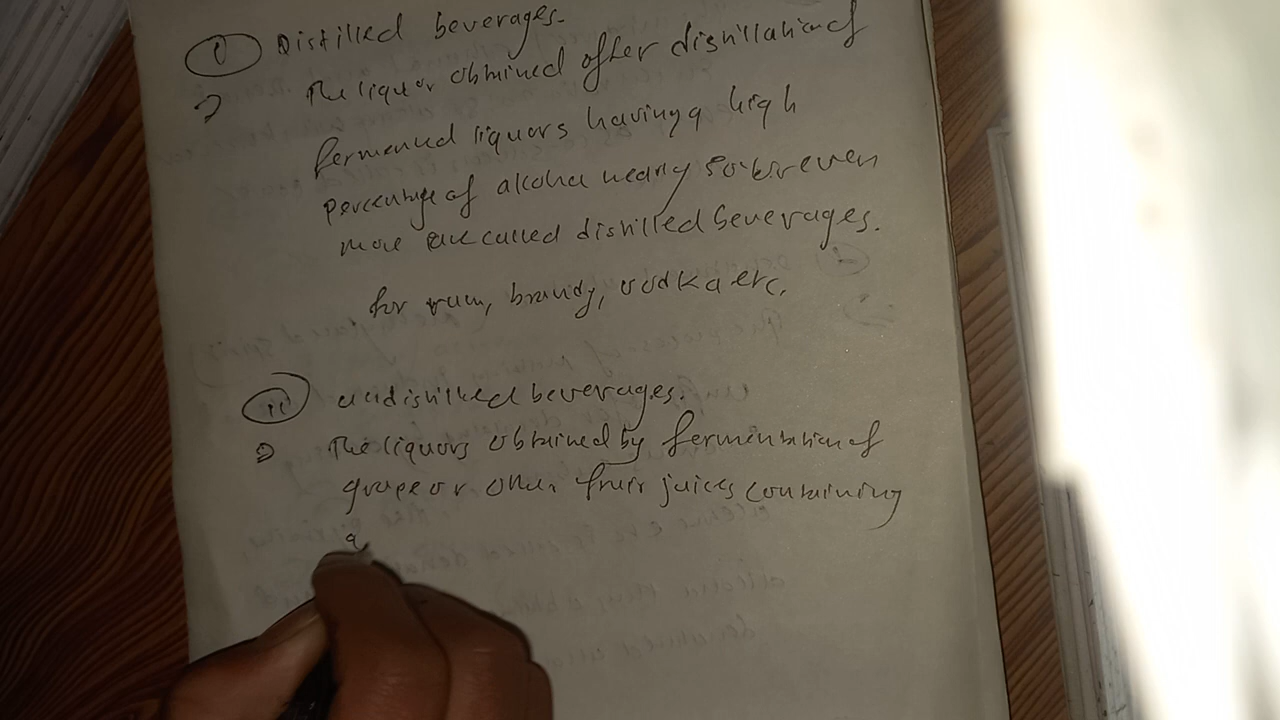 (i) Distilled beverages.
⇒ The liquor obtained after distillation of
fermented liquors having a high
percentage of alcohol nearly 50% or even
more are called distilled beverages.
for rum, brandy, vodka etc.
(ii) undistilled beverages.
⇒ The liquors obtained by fermentation of
grape or other fruit juices containing
a